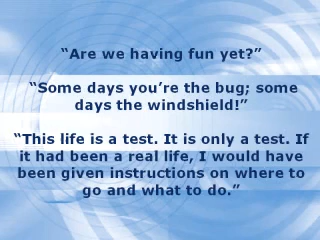 “Are we having fun yet?”
“Some days you’re the bug; some
days the windshield!”
“This life is a test. It is only a test. If
it had been a real life, I would have
been given instructions on where to
go and what to do.”